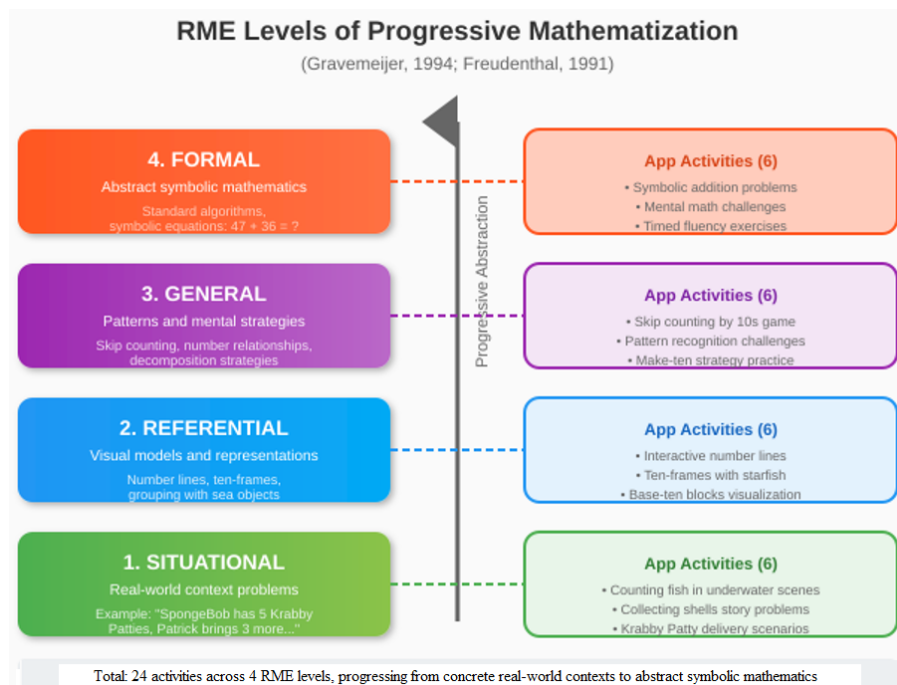 RME Levels of Progressive Mathematization
(Gravemeijer, 1994; Freudenthal, 1991)
4. FORMAL
Abstract symbolic mathematics
Standard algorithms,
symbolic equations: 47 + 36 = ?
App Activities (6)
• Symbolic addition problems
• Mental math challenges
• Timed fluency exercises
Progressive Abstraction
3. GENERAL
Patterns and mental strategies
Skip counting, number relationships,
decomposition strategies
App Activities (6)
• Skip counting by 10s game
• Pattern recognition challenges
• Make-ten strategy practice
2. REFERENTIAL
Visual models and representations
Number lines, ten-frames,
grouping with sea objects
App Activities (6)
• Interactive number lines
• Ten-frames with starfish
• Base-ten blocks visualization
1. SITUATIONAL
Real-world context problems
Example: "SpongeBob has 5 Krabby
Patties, Patrick brings 3 more..."
App Activities (6)
• Counting fish in underwater scenes
• Collecting shells story problems
• Krabby Patty delivery scenarios
Total: 24 activities across 4 RME levels, progressing from concrete real-world contexts to abstract symbolic mathematics